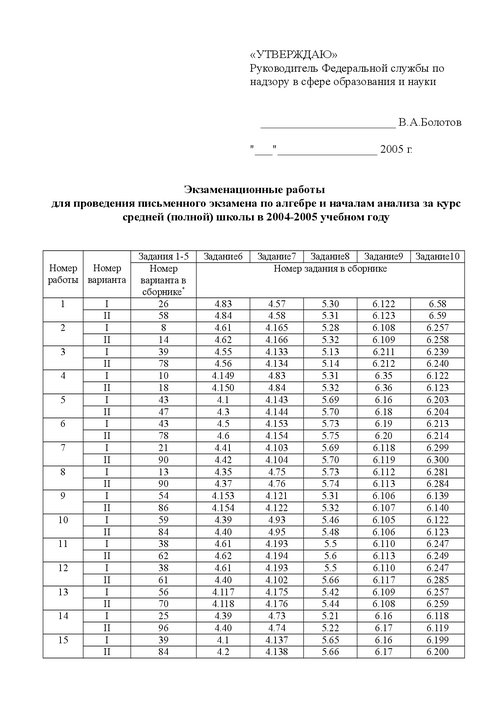 «УТВЕРЖДАЮ»
Руководитель Федеральной службы по
надзору в сфере образования и науки
_______________________ В.А.Болотов
"___"_________________ 2005 г.
Экзаменационные работы
для проведения письменного экзамена по алгебре и началам анализа за курс
средней (полной) школы в 2004-2005 учебном году
Номер работы Номер варианта Задания 1-5 Задание6 Задание7 Задание8 Задание9 Задание10
Номер варианта в сборнике* Номер задания в сборнике
1 I 26 4.83 4.57 5.30 6.122 6.58
II 58 4.84 4.58 5.31 6.123 6.59
2 I 8 4.61 4.165 5.28 6.108 6.257
II 14 4.62 4.166 5.32 6.109 6.258
3 I 39 4.55 4.133 5.13 6.211 6.239
II 78 4.56 4.134 5.14 6.212 6.240
4 I 10 4.149 4.83 5.31 6.35 6.122
II 18 4.150 4.84 5.32 6.36 6.123
5 I 43 4.1 4.143 5.69 6.16 6.203
II 47 4.3 4.144 5.70 6.18 6.204
6 I 43 4.5 4.153 5.73 6.19 6.213
II 78 4.6 4.154 5.75 6.20 6.214
7 I 21 4.41 4.103 5.69 6.118 6.299
II 90 4.42 4.104 5.70 6.119 6.300
8 I 13 4.35 4.75 5.73 6.112 6.281
II 90 4.37 4.76 5.74 6.113 6.284
9 I 54 4.153 4.121 5.31 6.106 6.139
II 86 4.154 4.122 5.32 6.107 6.140
10 I 59 4.39 4.93 5.46 6.105 6.122
II 84 4.40 4.95 5.48 6.106 6.123
11 I 38 4.61 4.193 5.5 6.110 6.247
II 62 4.62 4.194 5.6 6.113 6.249
12 I 38 4.61 4.193 5.5 6.110 6.247
II 61 4.40 4.102 5.66 6.117 6.285
13 I 56 4.117 4.175 5.42 6.109 6.257
II 70 4.118 4.176 5.44 6.108 6.259
14 I 25 4.39 4.73 5.21 6.16 6.118
II 96 4.40 4.74 5.22 6.17 6.119
15 I 39 4.1 4.137 5.65 6.16 6.199
II 84 4.2 4.138 5.66 6.17 6.200